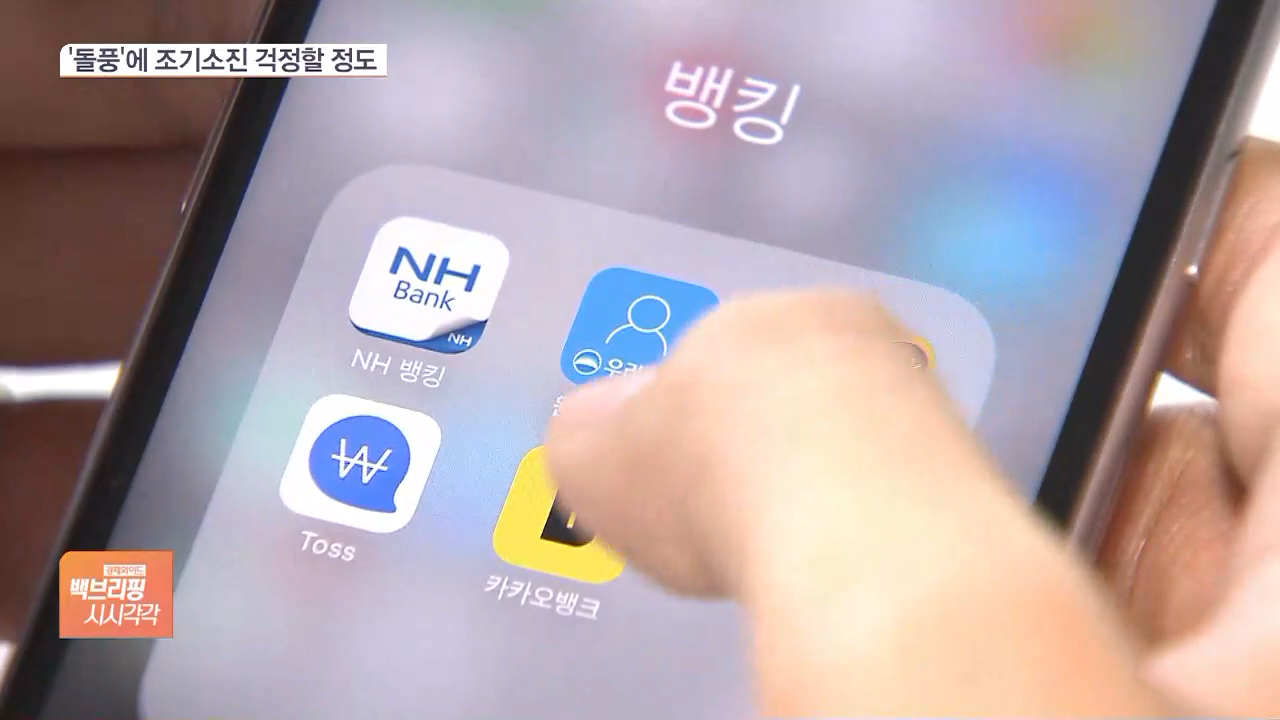 '돌풍'에 조기소진 걱정할 정도
뱅킹
NH
Bank
NH
NH 뱅킹
우리
₩
Toss
카카오뱅크
경제와이드
백브리핑
시시각각